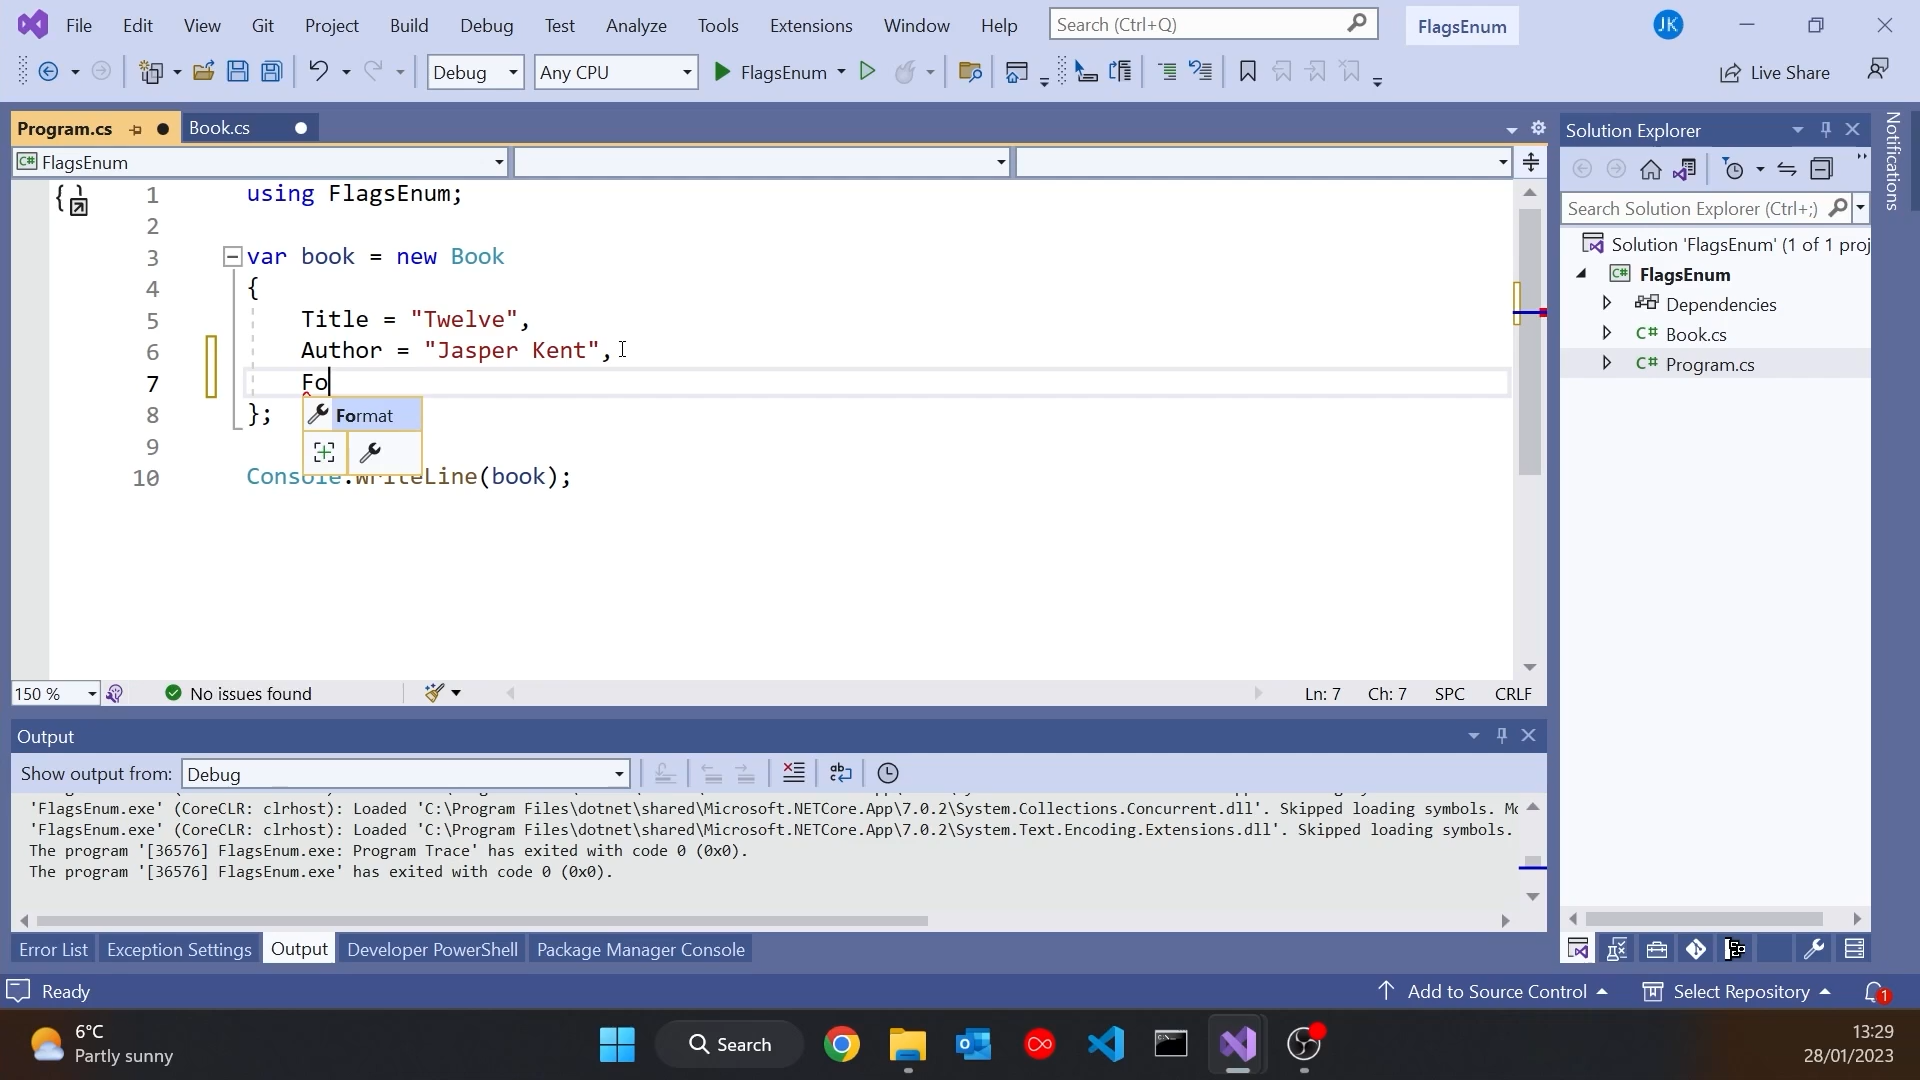 File Edit View Git Project Build Debug Test Analyze Tools Extensions Window Help Search (Ctrl+Q) FlagsEnum JK
Debug Any CPU FlagsEnum Live Share
Program.cs Book.cs
Solution Explorer
Notifications
C# FlagsEnum
Search Solution Explorer (Ctrl+;)
Solution 'FlagsEnum' (1 of 1 proj
C# FlagsEnum
Dependencies
C# Book.cs
C# Program.cs
1 using FlagsEnum;
2
3 var book = new Book
4 {
5 Title = "Twelve",
6 Author = "Jasper Kent",
7 Fo
Format
8 };
9
10 Console.WriteLine(book);
150 % No issues found Ln: 7 Ch: 7 SPC CRLF
Output
Show output from: Debug
'FlagsEnum.exe' (CoreCLR: clrhost): Loaded 'C:\Program Files\dotnet\shared\Microsoft.NETCore.App\7.0.2\System.Collections.Concurrent.dll'. Skipped loading symbols. Mo
'FlagsEnum.exe' (CoreCLR: clrhost): Loaded 'C:\Program Files\dotnet\shared\Microsoft.NETCore.App\7.0.2\System.Text.Encoding.Extensions.dll'. Skipped loading symbols.
The program '[36576] FlagsEnum.exe: Program Trace' has exited with code 0 (0x0).
The program '[36576] FlagsEnum.exe' has exited with code 0 (0x0).
Error List Exception Settings Output Developer PowerShell Package Manager Console
Ready Add to Source Control Select Repository 1
6°C
Partly sunny
Search
13:29
28/01/2023